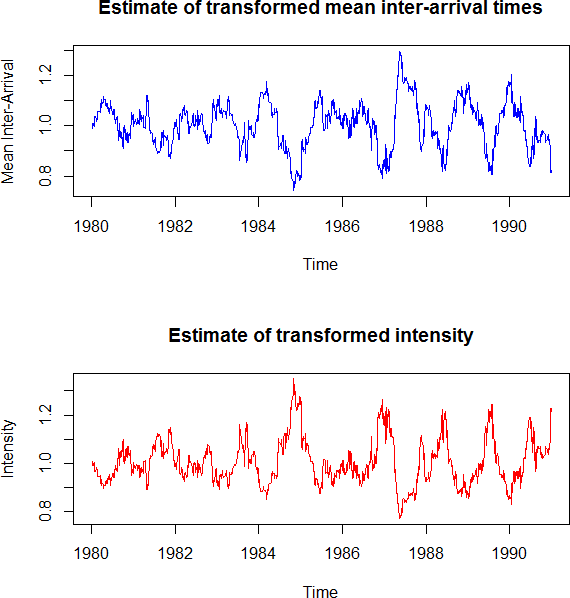 Estimate of transformed mean inter-arrival times
Mean Inter-Arrival
1.2
1.0
0.8
1980 1982 1984 1986 1988 1990
Time
Estimate of transformed intensity
Intensity
1.2
1.0
0.8
1980 1982 1984 1986 1988 1990
Time